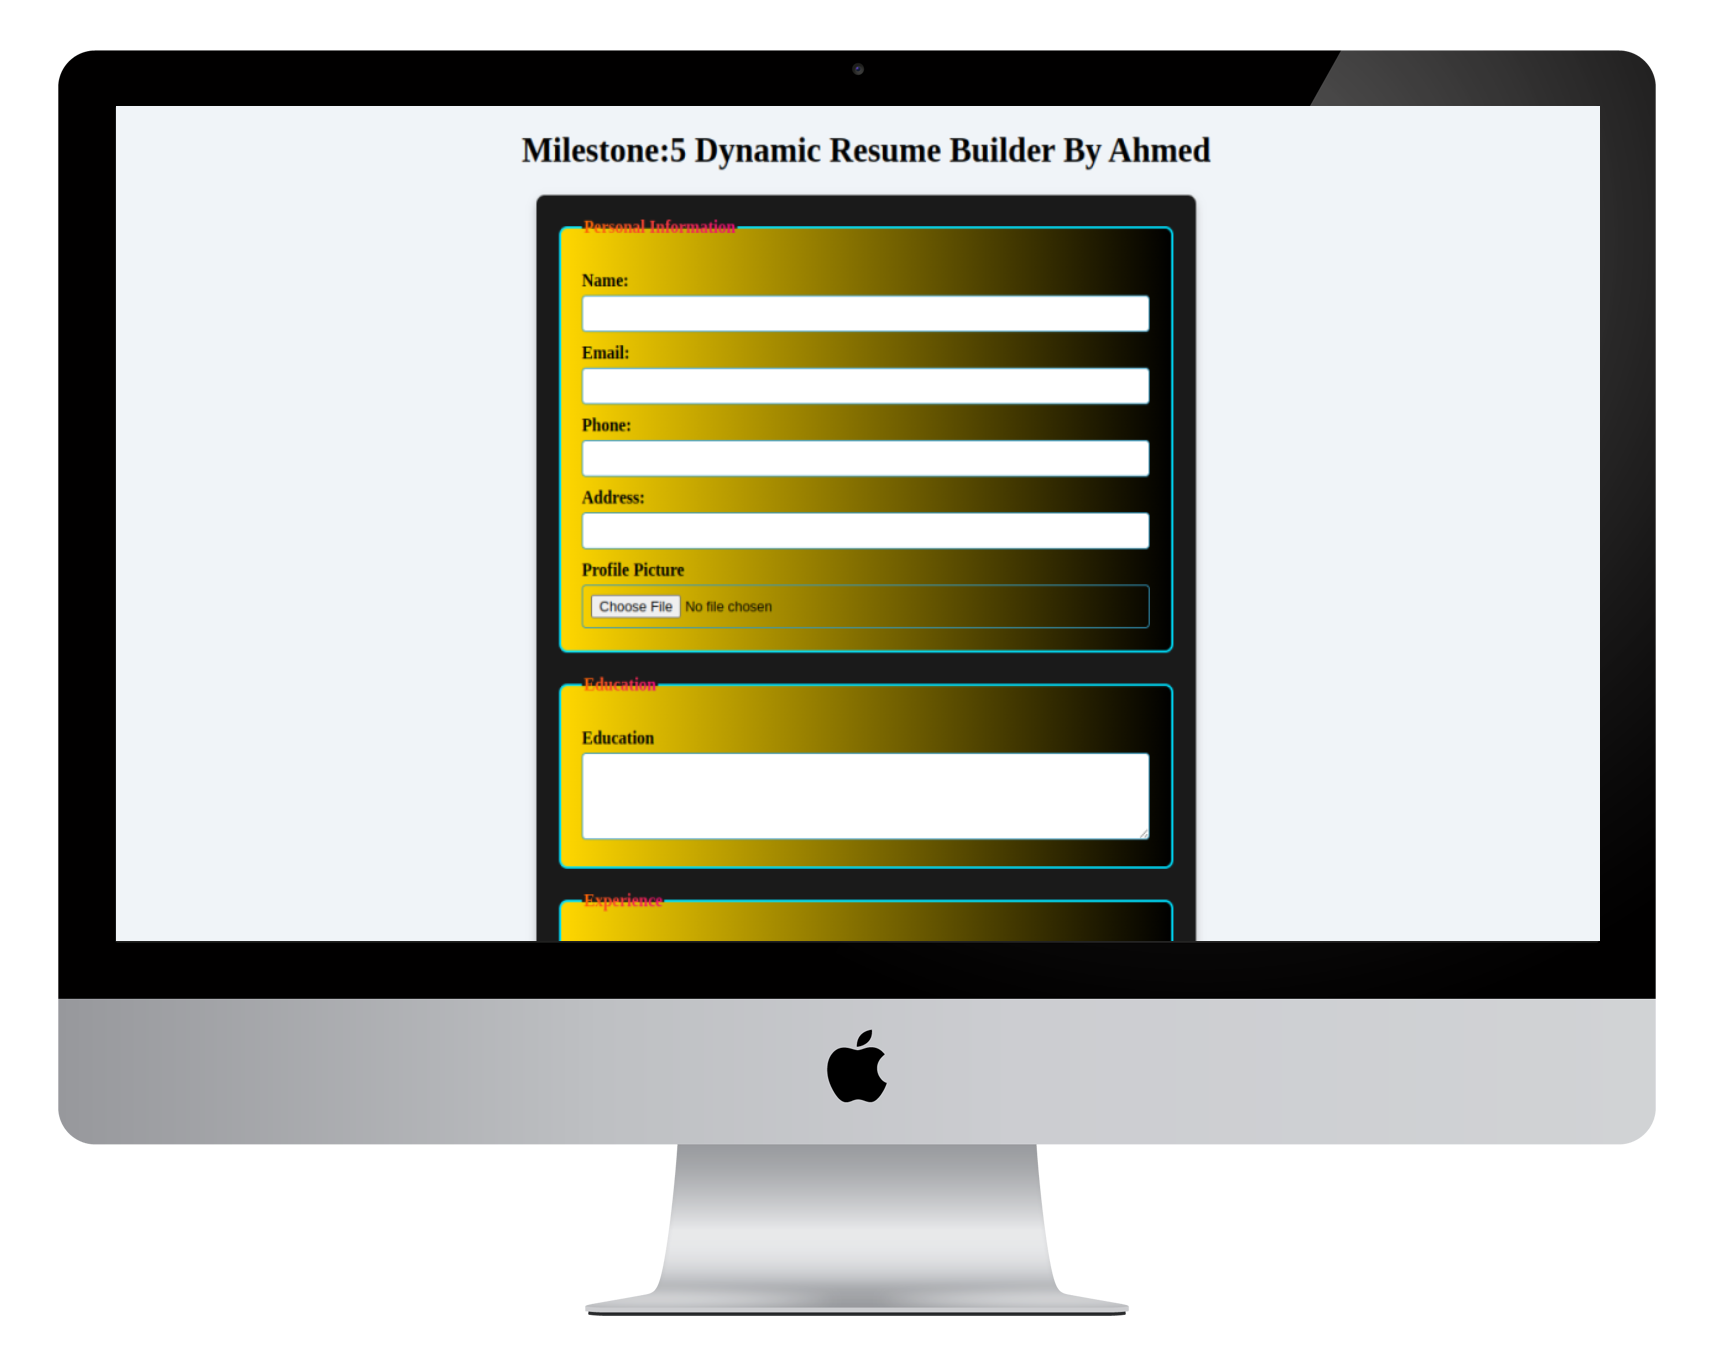 Milestone:5 Dynamic Resume Builder By Ahmed
Personal Information
Name:
Email:
Phone:
Address:
Profile Picture
Choose File No file chosen
Education
Education
Experience